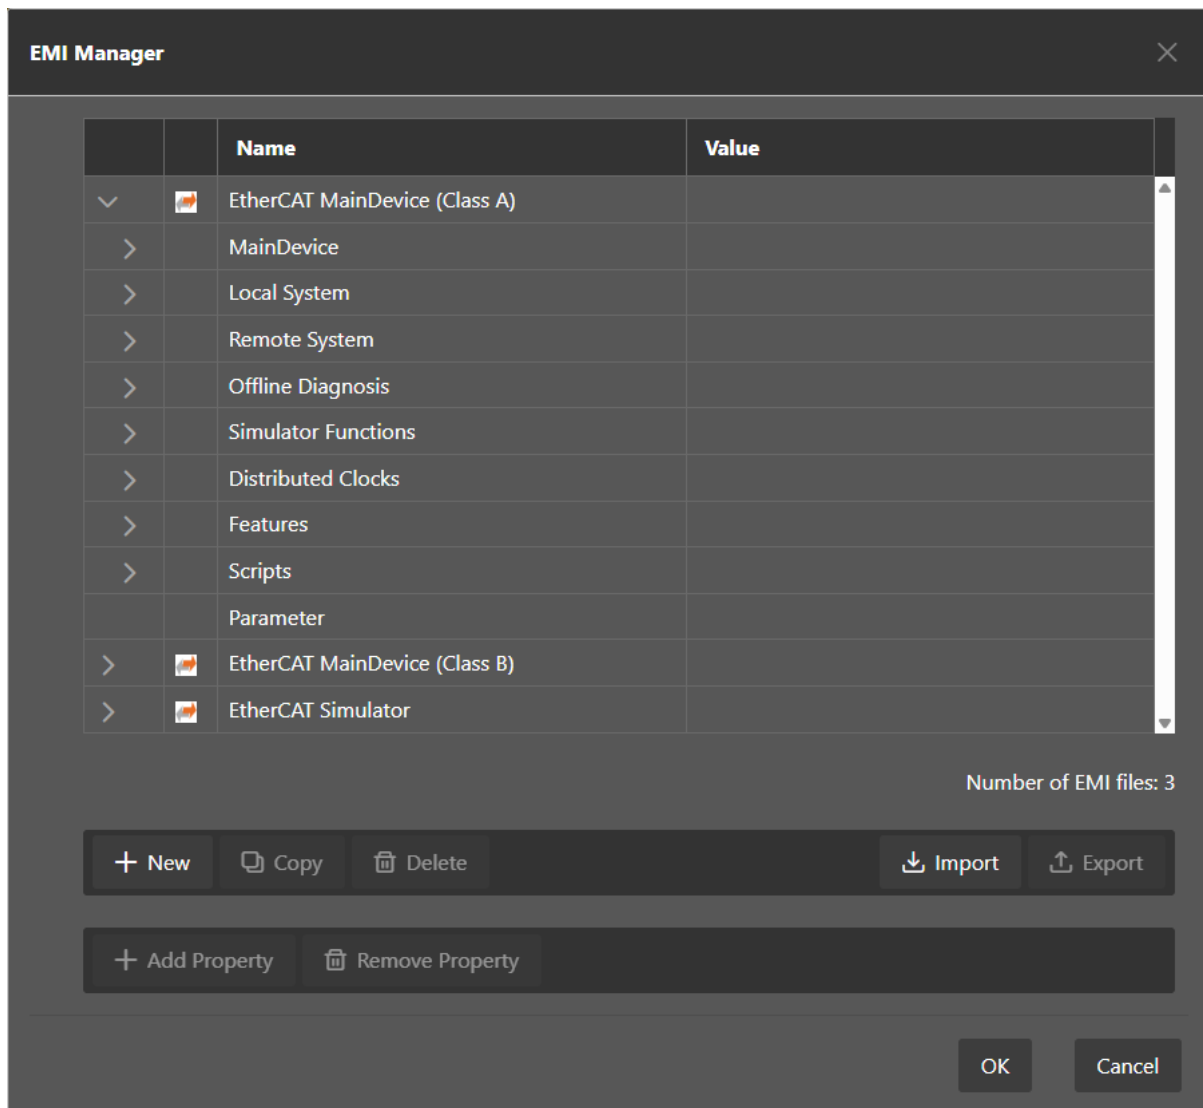 EMI Manager
Name Value
EtherCAT MainDevice (Class A)
MainDevice
Local System
Remote System
Offline Diagnosis
Simulator Functions
Distributed Clocks
Features
Scripts
Parameter
EtherCAT MainDevice (Class B)
EtherCAT Simulator
Number of EMI files: 3
New Copy Delete Import Export
Add Property Remove Property
OK Cancel